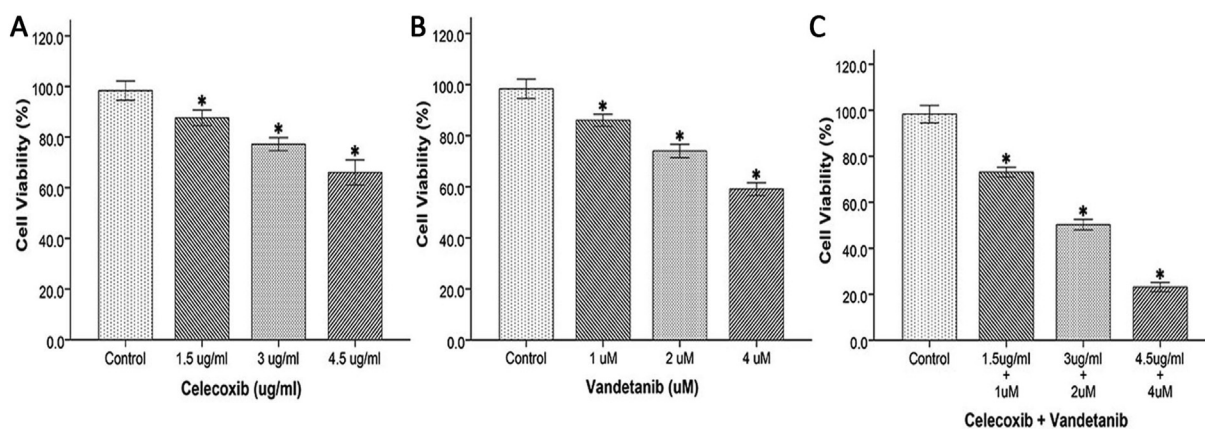 A
Cell Viability (%)
120.0
100.0
80.0
60.0
40.0
20.0
0.0
*
*
*
Control
1.5 ug/ml
3 ug/ml
4.5 ug/ml
Celecoxib (ug/ml)
B
Cell Viability (%)
120.0
100.0
80.0
60.0
40.0
20.0
0.0
*
*
*
Control
1 uM
2 uM
4 uM
Vandetanib (uM)
C
Cell Viability (%)
120.0
100.0
80.0
60.0
40.0
20.0
0.0
*
*
*
Control
1.5ug/ml
+
1uM
3ug/ml
+
2uM
4.5ug/ml
+
4uM
Celecoxib + Vandetanib